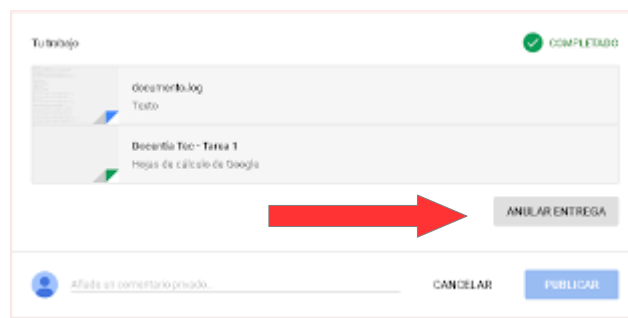 Tu trabajo
COMPLETADO
documento.log
Texto
Docentia Tec - Tarea 1
Hojas de cálculo de Google
ANULAR ENTREGA
Añade un comentario privado...
CANCELAR
PUBLICAR